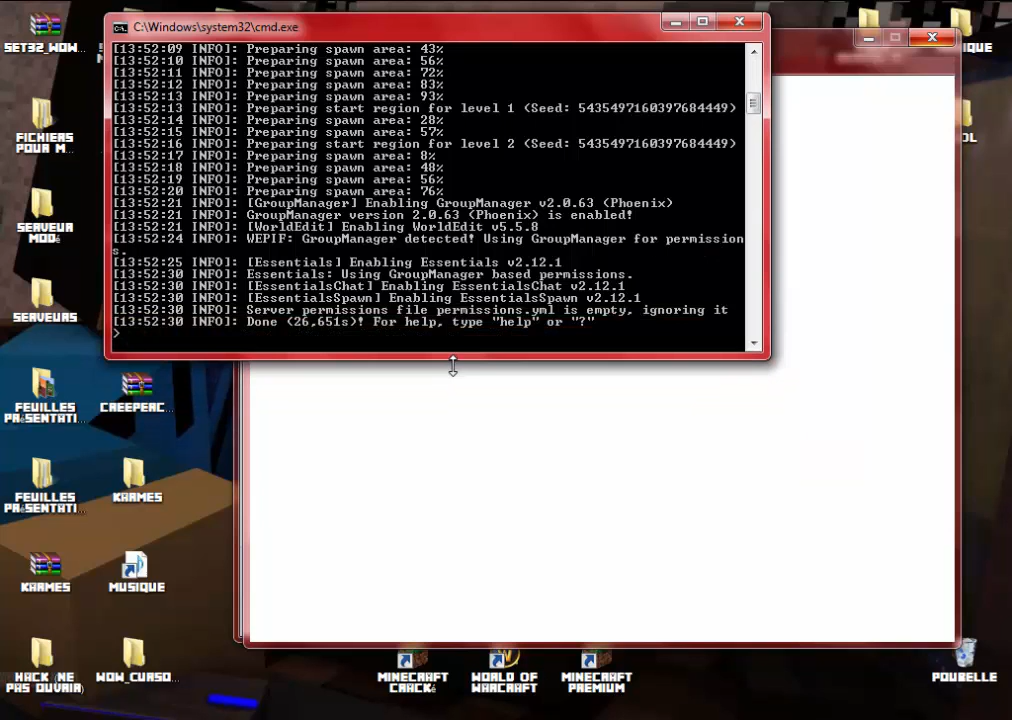 C:\Windows\system32\cmd.exe
[13:52:09 INFO]: Preparing spawn area: 43%
[13:52:10 INFO]: Preparing spawn area: 56%
[13:52:11 INFO]: Preparing spawn area: 72%
[13:52:12 INFO]: Preparing spawn area: 83%
[13:52:13 INFO]: Preparing spawn area: 93%
[13:52:13 INFO]: Preparing start region for level 1 (Seed: 5435497160397684449)
[13:52:14 INFO]: Preparing spawn area: 28%
[13:52:15 INFO]: Preparing spawn area: 57%
[13:52:16 INFO]: Preparing start region for level 2 (Seed: 5435497160397684449)
[13:52:17 INFO]: Preparing spawn area: 8%
[13:52:18 INFO]: Preparing spawn area: 48%
[13:52:19 INFO]: Preparing spawn area: 56%
[13:52:20 INFO]: Preparing spawn area: 76%
[13:52:21 INFO]: [GroupManager] Enabling GroupManager v2.0.63 (Phoenix)
[13:52:21 INFO]: GroupManager version 2.0.63 (Phoenix) is enabled!
[13:52:21 INFO]: [WorldEdit] Enabling WorldEdit v5.5.8
[13:52:24 INFO]: WEPIF: GroupManager detected! Using GroupManager for permission
s.
[13:52:25 INFO]: [Essentials] Enabling Essentials v2.12.1
[13:52:30 INFO]: Essentials: Using GroupManager based permissions.
[13:52:30 INFO]: [EssentialsChat] Enabling EssentialsChat v2.12.1
[13:52:30 INFO]: [EssentialsSpawn] Enabling EssentialsSpawn v2.12.1
[13:52:30 INFO]: Server permissions file permissions.yml is empty, ignoring it
[13:52:30 INFO]: Done (26,651s)! For help, type "help" or "?"
>
SET32_WOW...
FICHIERS
POUR M...
SERVEUR
MODé
SERVEURS
FEUILLES
PRéSENTATI...
CREEPERC...
FEUILLES
PRéSENTATI...
KARMES
KARMES
MUSIQUE
HACK (NE
PAS OUVRIR)
WOW_CURSO...
MINECRAFT
CRACKé
WORLD OF
WARCRAFT
MINECRAFT
PREMIUM
POUBELLE